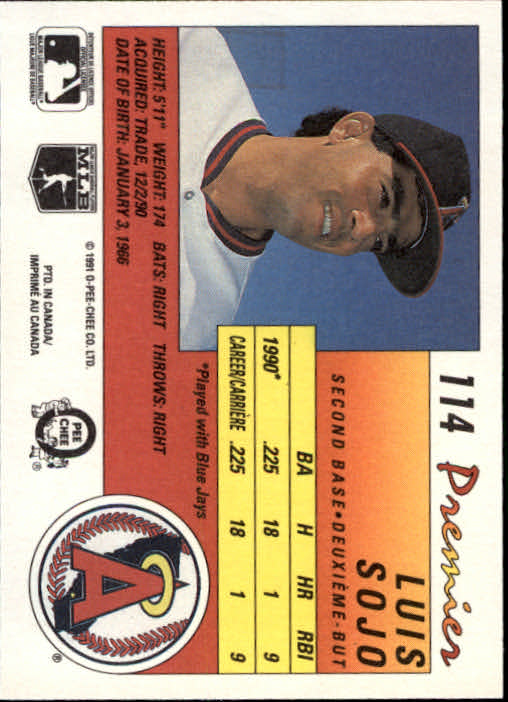 114 Premier
LUIS
SOJO
SECOND BASE•DEUXIÈME-BUT
BA H HR RBI
1990* .225 18 1 9
CAREER/CARRIÈRE .225 18 1 9
*Played with Blue Jays
HEIGHT: 5'11" WEIGHT: 174 BATS: RIGHT THROWS: RIGHT
ACQUIRED: TRADE, 12/2/90
DATE OF BIRTH: JANUARY 3, 1966
A
®
MLB
© 1991 O-PEE-CHEE CO. LTD.
PTD. IN CANADA/
IMPRIMÉ AU CANADA
O
PEE
CHEE
®